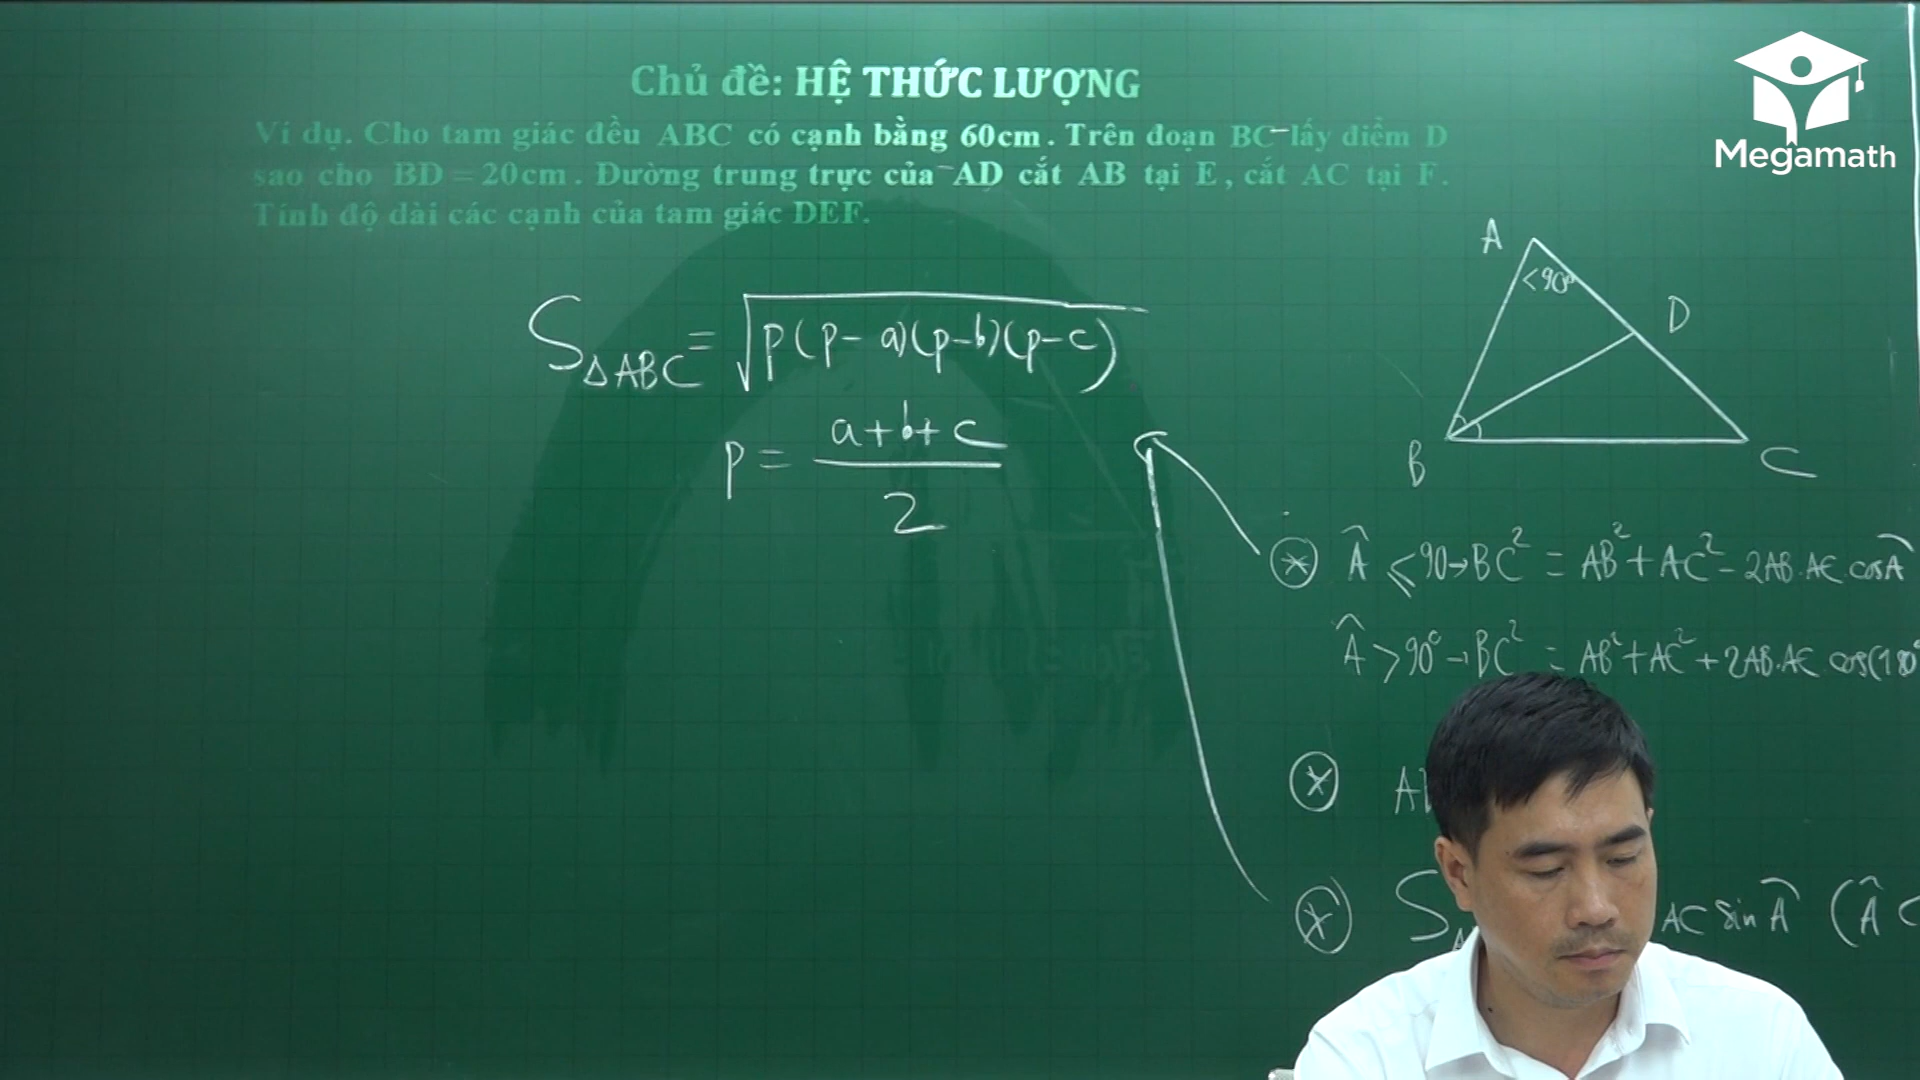 Megamath
Chủ đề: HỆ THỨC LƯỢNG
Ví dụ. Cho tam giác đều ABC có cạnh bằng 60cm. Trên đoạn BC lấy điểm D
sao cho BD = 20cm. Đường trung trực của AD cắt AB tại E, cắt AC tại F.
Tính độ dài các cạnh của tam giác DEF.
S△ABC = √p(p-a)(p-b)(p-c)
p = a+b+c / 2
A
<90°
D
B
C
Â ≤ 90 → BC² = AB² + AC² - 2AB.AC.cosÂ
Â > 90° → BC² = AB² + AC² + 2AB.AC cos(180°
S AC sin Â (Â <